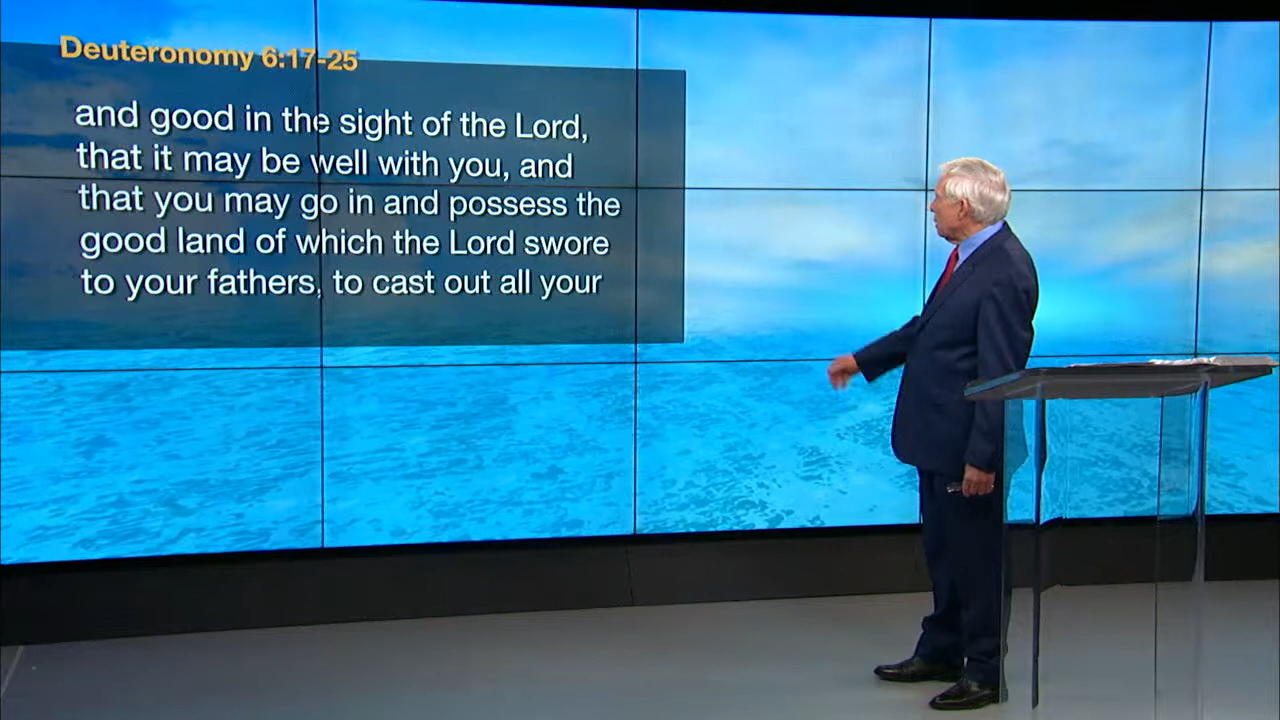 Deuteronomy 6:17-25
and good in the sight of the Lord,
that it may be well with you, and
that you may go in and possess the
good land of which the Lord swore
to your fathers, to cast out all your